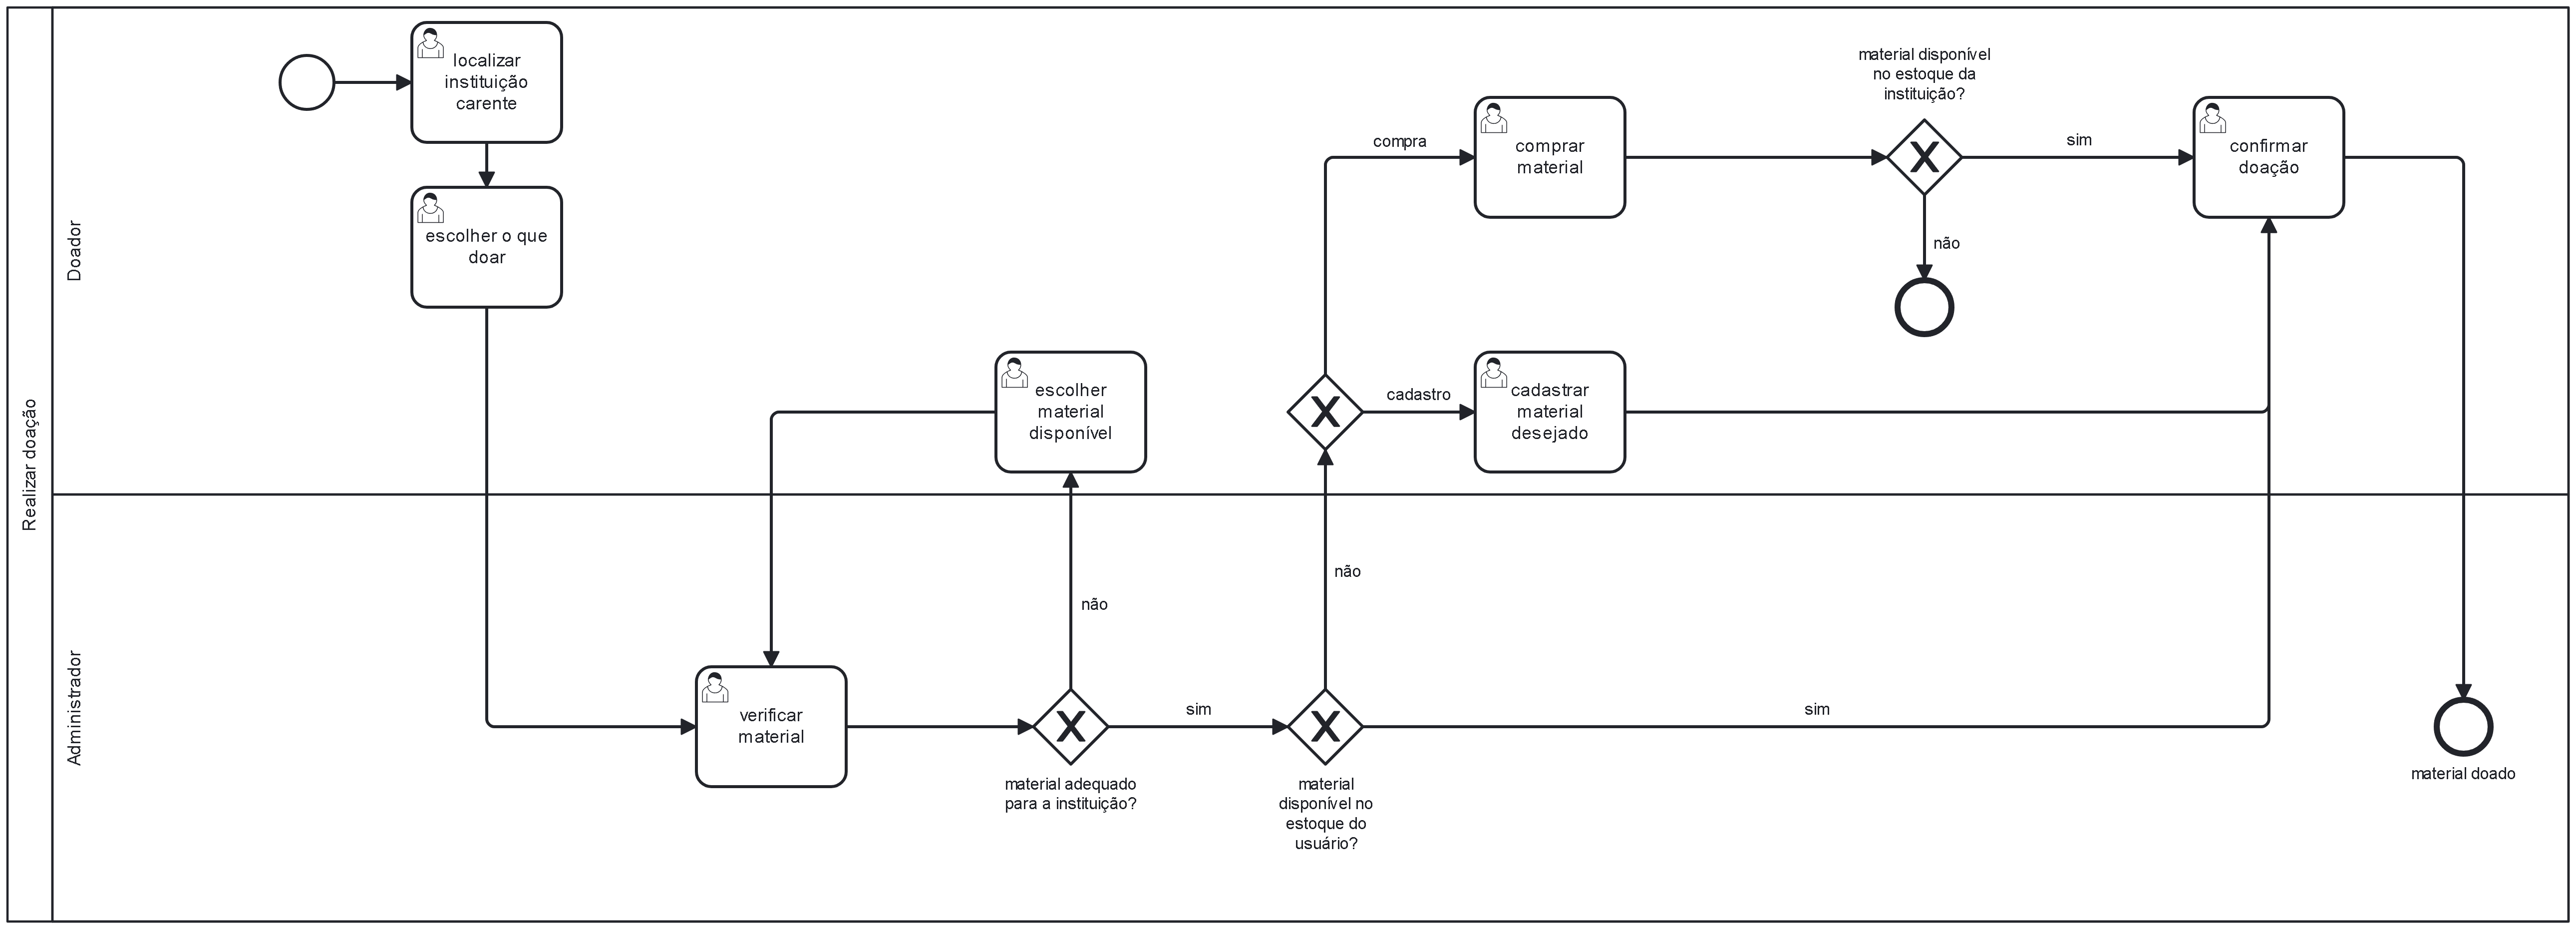 Realizar doação
Doador
localizar
instituição
carente
escolher o que
doar
escolher
material
disponível
compra
comprar
material
material disponível
no estoque da
instituição?
sim
confirmar
doação
não
cadastro
cadastrar
material
desejado
Administrador
verificar
material
não
material adequado
para a instituição?
sim
não
material
disponível no
estoque do
usuário?
sim
material doado